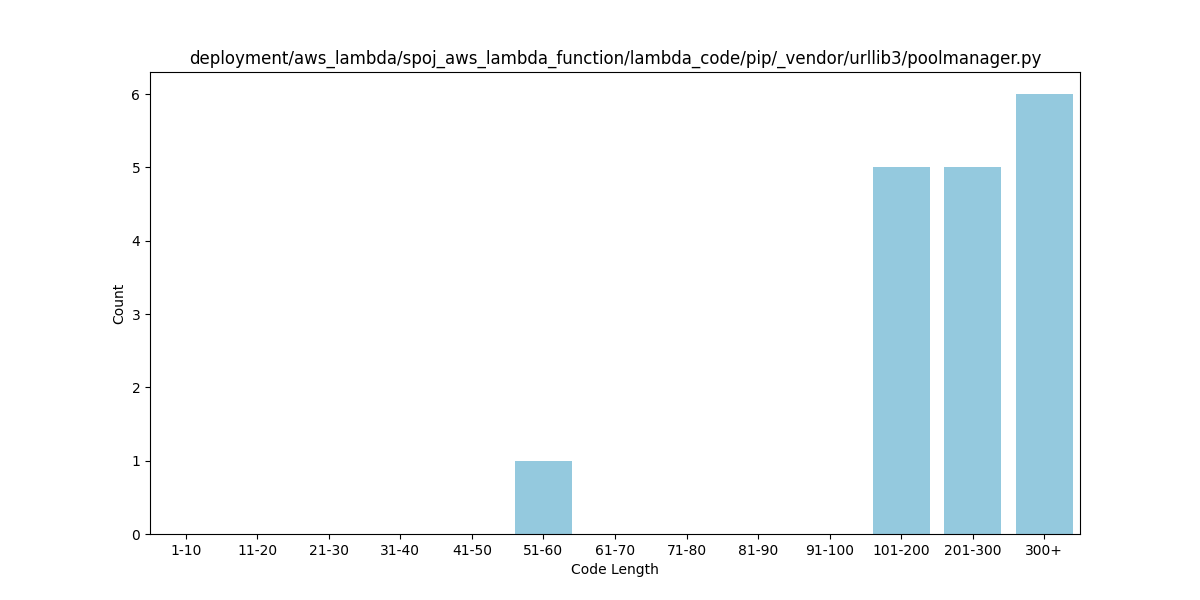 deployment/aws_lambda/spoj_aws_lambda_function/lambda_code/pip/_vendor/urllib3/poolmanager.py
6
5
4
3
2
1
0
Count
1-10 11-20 21-30 31-40 41-50 51-60 61-70 71-80 81-90 91-100 101-200 201-300 300+
Code Length